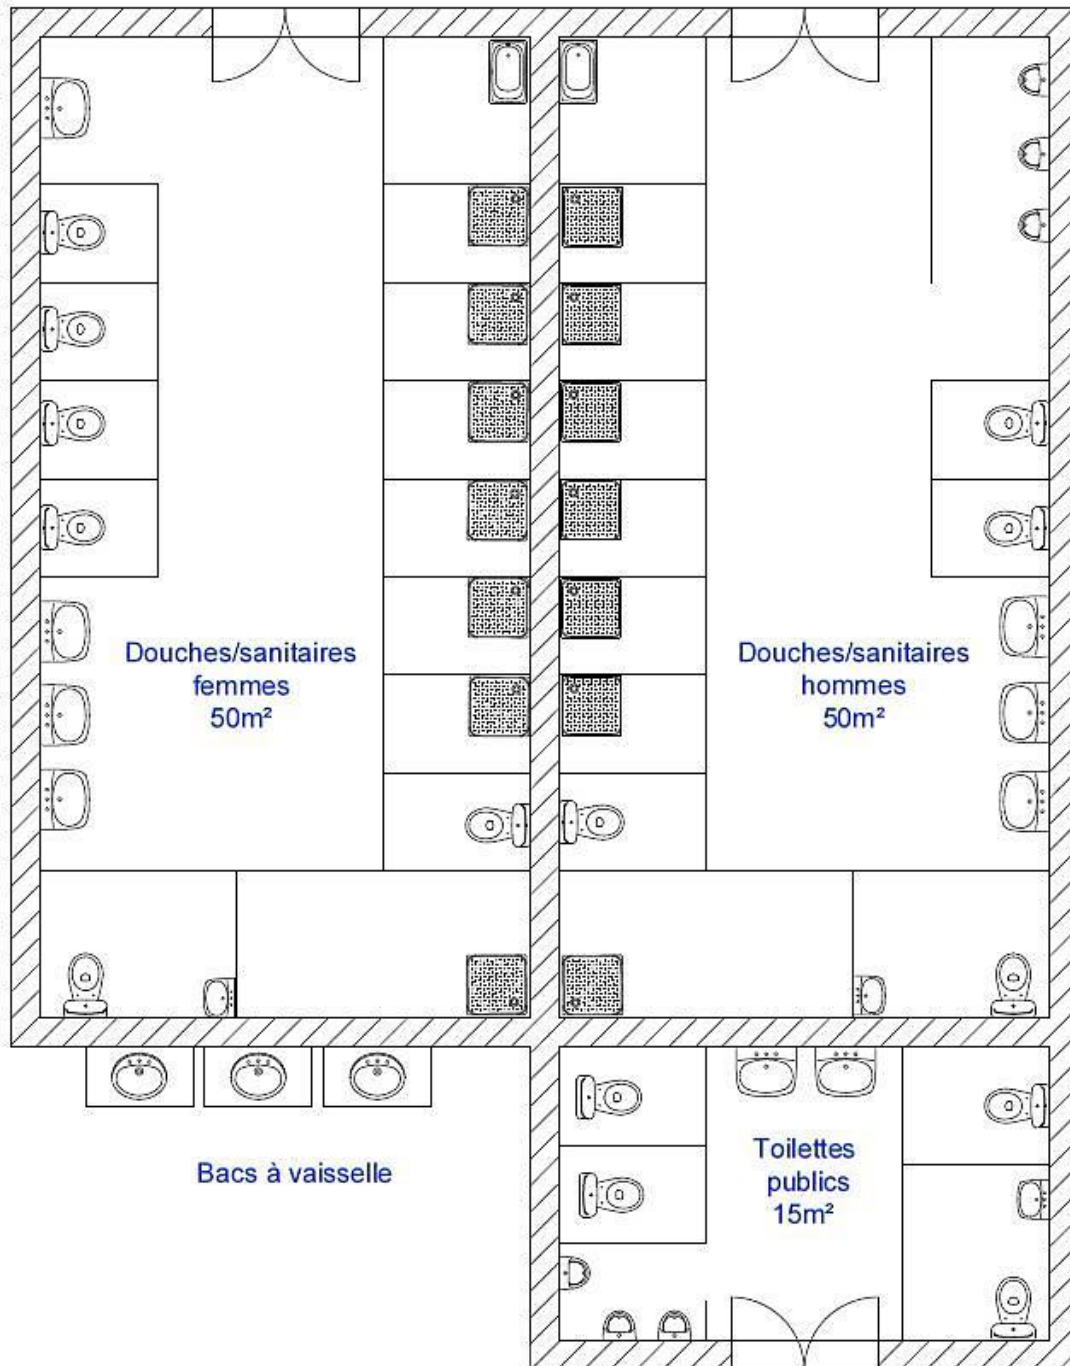 Douches/sanitaires
femmes
50m²
Douches/sanitaires
hommes
50m²
Bacs à vaisselle
Toilettes
publics
15m²